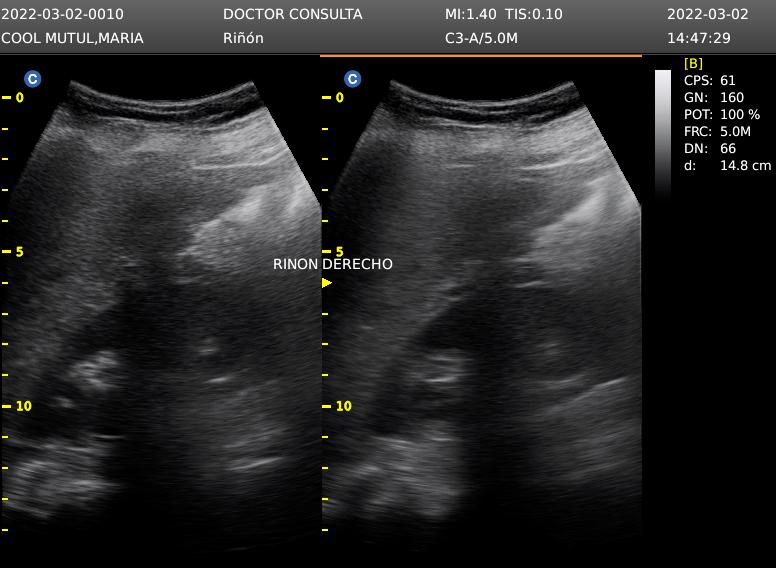 2022-03-02-0010 DOCTOR CONSULTA MI:1.40 TIS:0.10 2022-03-02
COOL MUTUL,MARIA Riñón C3-A/5.0M 14:47:29
C C
[B]
CPS: 61
GN: 160
POT: 100 %
FRC: 5.0M
DN: 66
d: 14.8 cm
0 0
5 5
RINON DERECHO
10 10